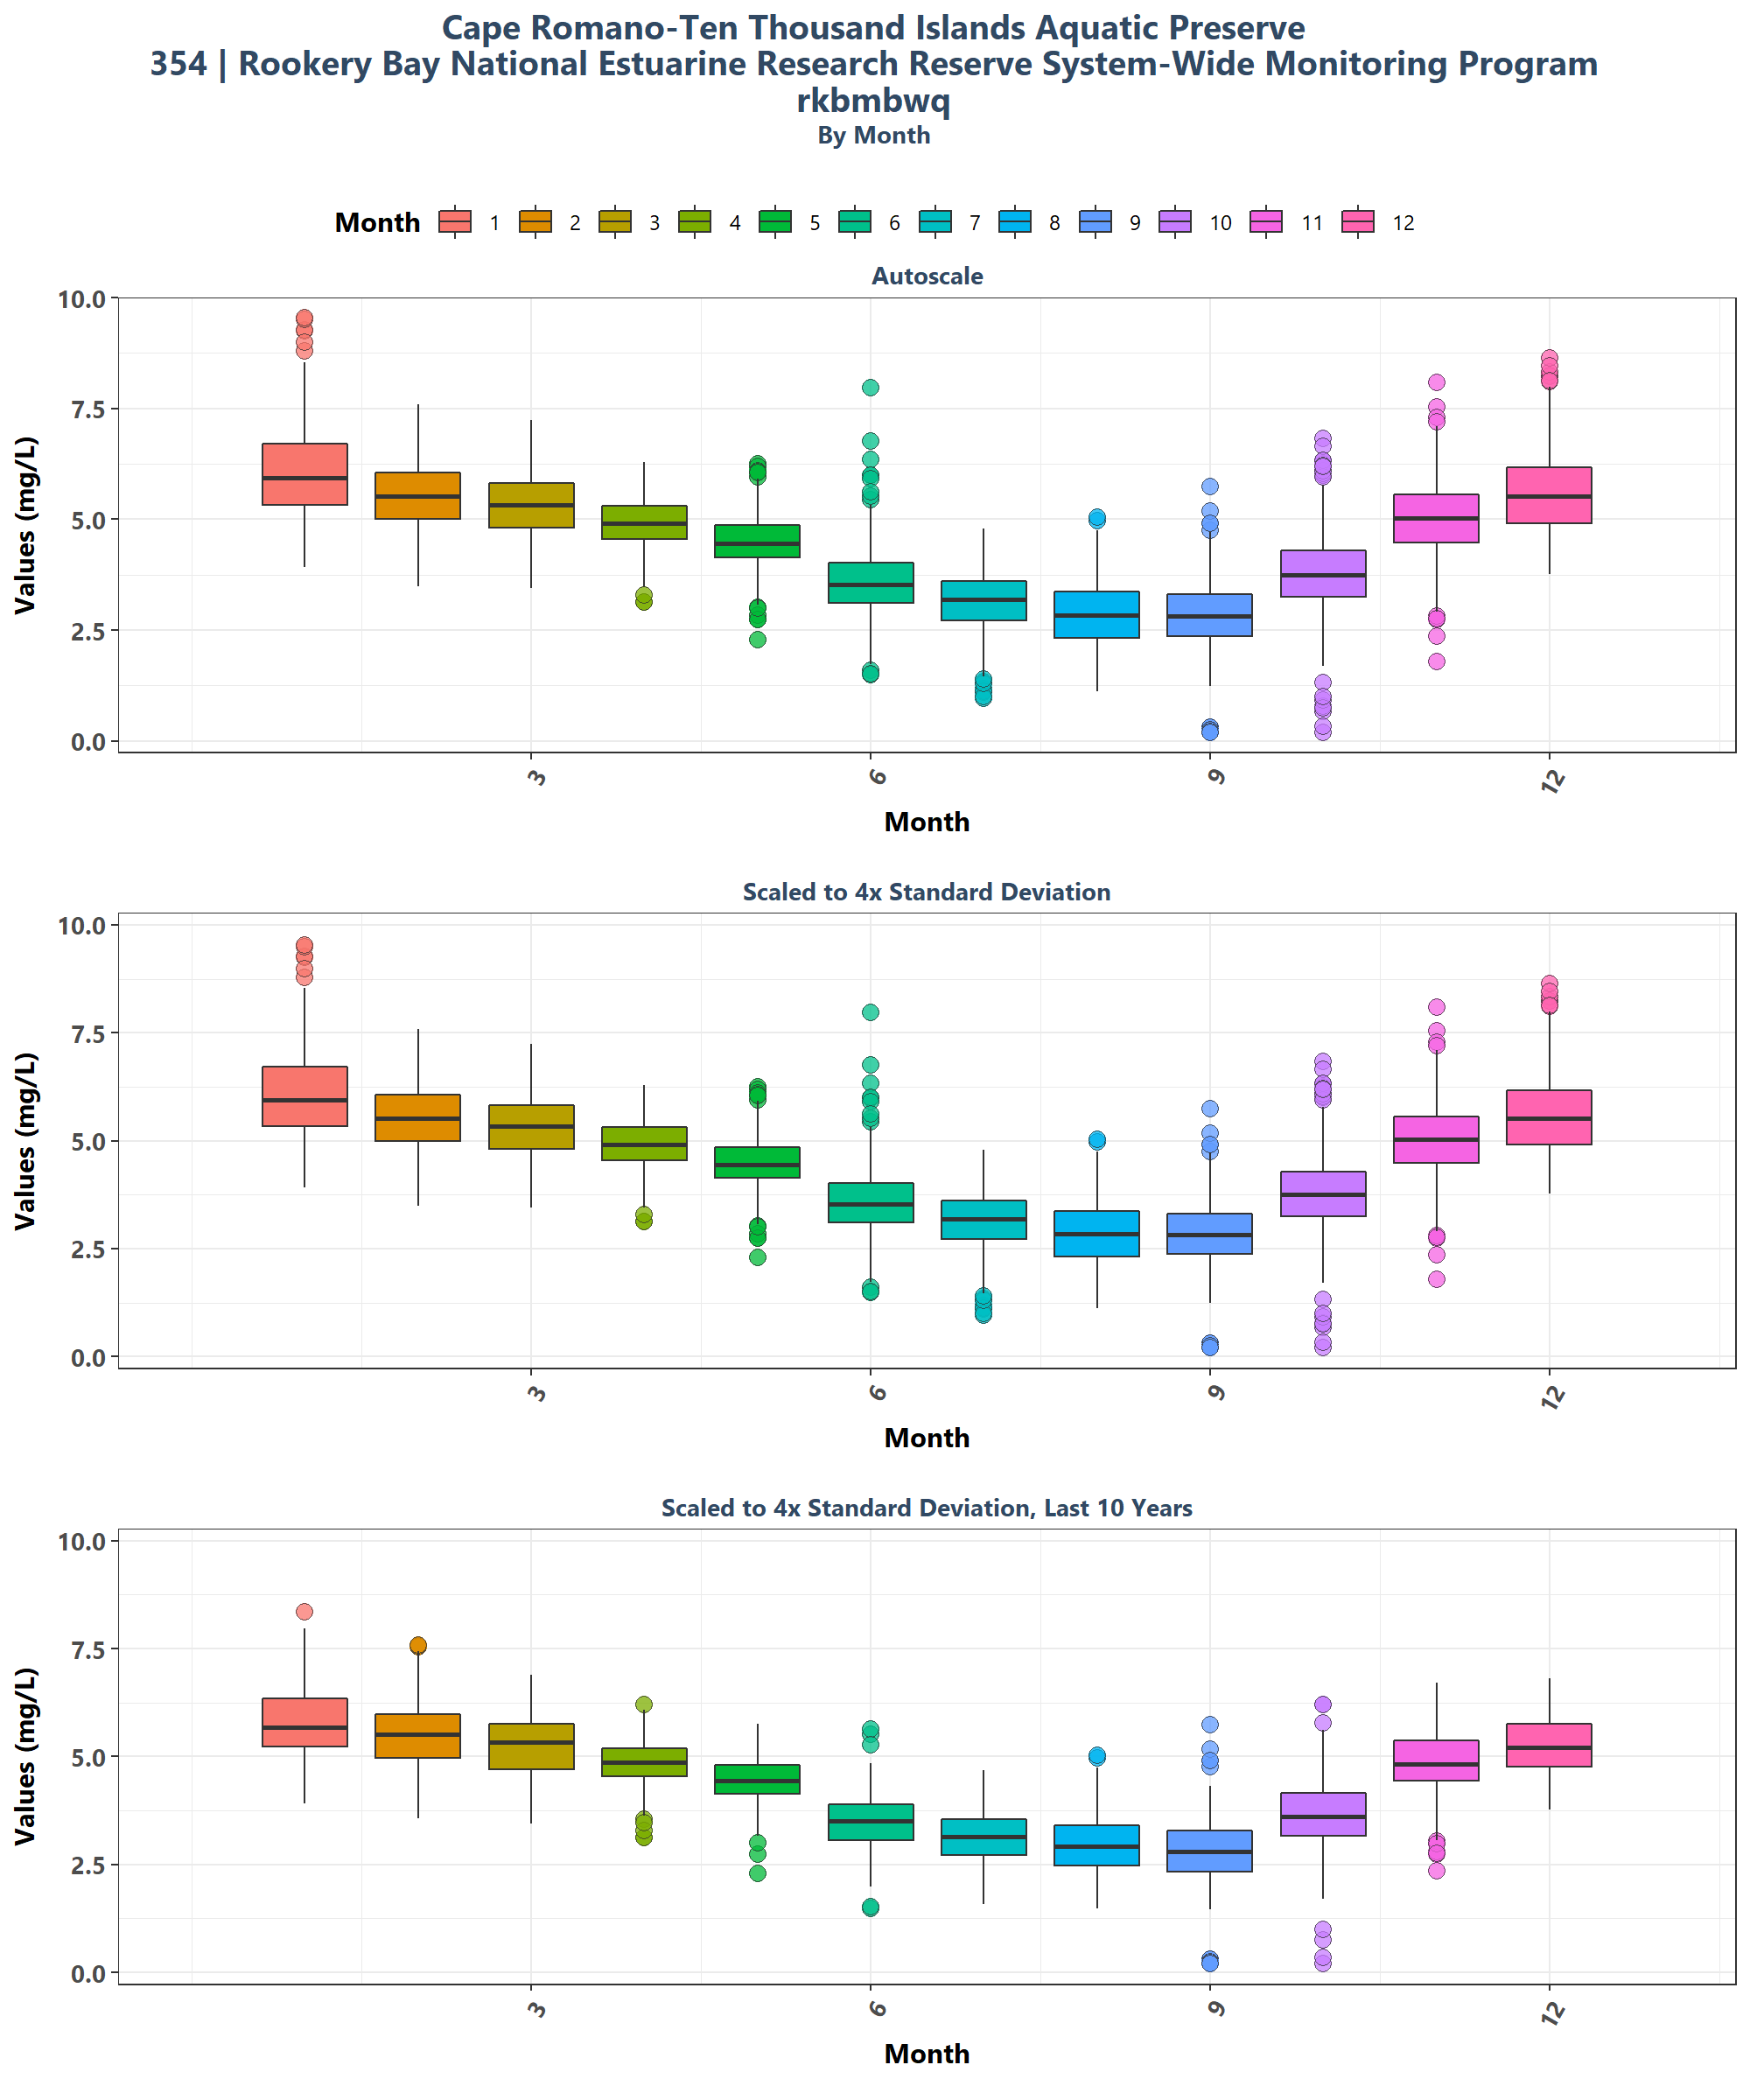 Cape Romano-Ten Thousand Islands Aquatic Preserve
354 | Rookery Bay National Estuarine Research Reserve System-Wide Monitoring Program
rkbmbwq
By Month
Month 1 2 3 4 5 6 7 8 9 10 11 12
Autoscale
Values (mg/L)
10.0
7.5
5.0
2.5
0.0
3 6 9 12
Month
Scaled to 4x Standard Deviation
Values (mg/L)
10.0
7.5
5.0
2.5
0.0
3 6 9 12
Month
Scaled to 4x Standard Deviation, Last 10 Years
Values (mg/L)
10.0
7.5
5.0
2.5
0.0
3 6 9 12
Month